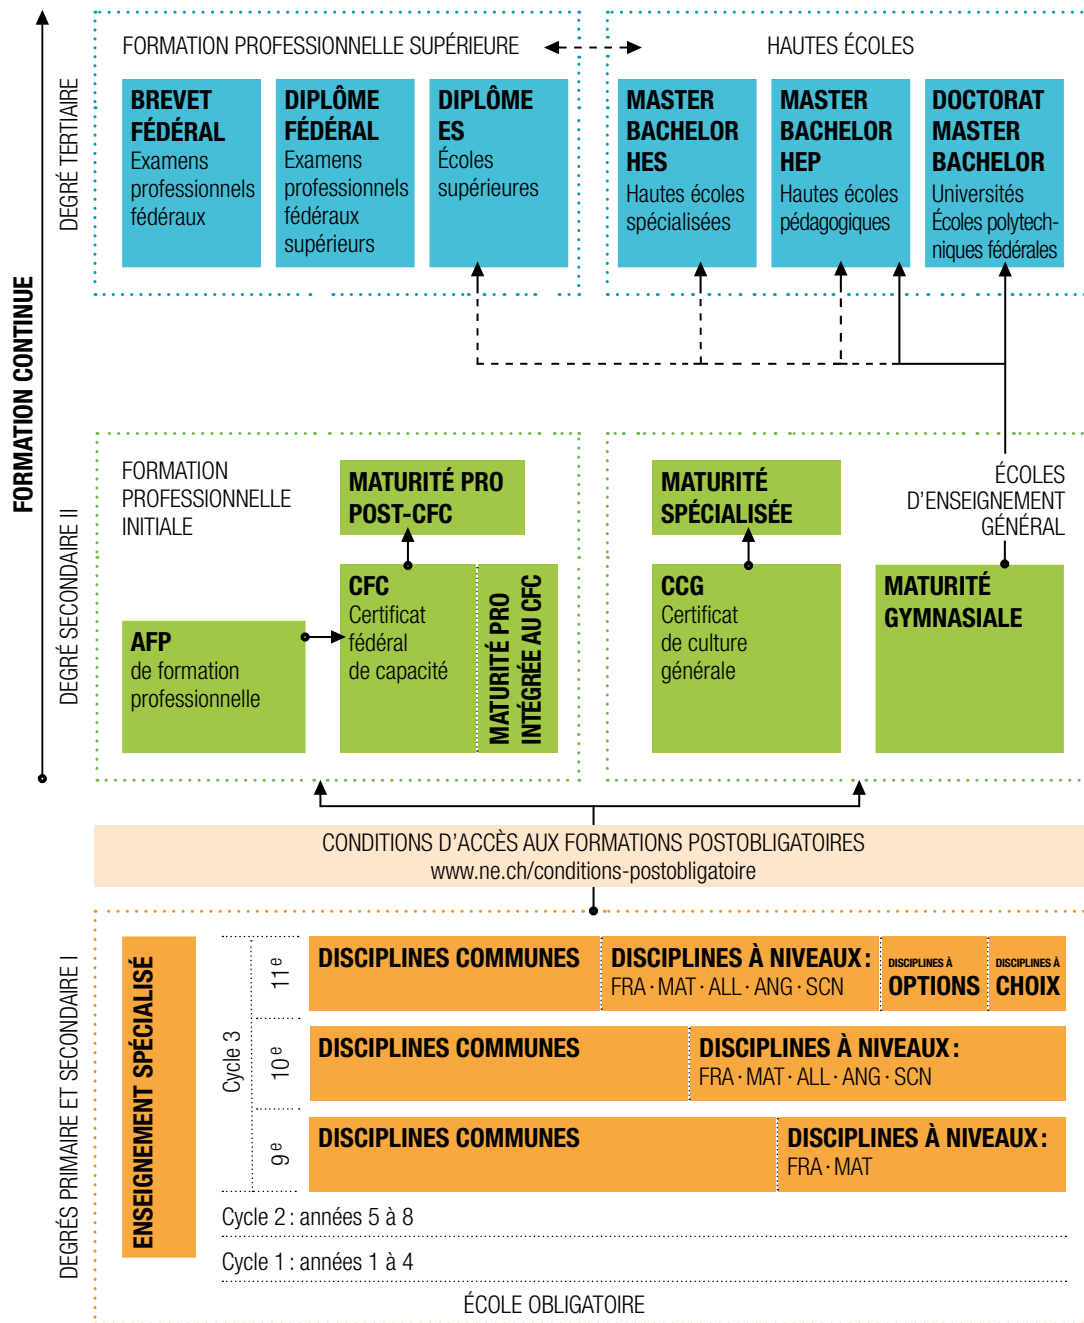 FORMATION CONTINUE
DEGRÉ TERTIAIRE
FORMATION PROFESSIONNELLE SUPÉRIEURE
HAUTES ÉCOLES
BREVET
FÉDÉRAL
Examens
professionnels
fédéraux
DIPLÔME
FÉDÉRAL
Examens
professionnels
fédéraux
supérieurs
DIPLÔME
ES
Écoles
supérieures
MASTER
BACHELOR
HES
Hautes écoles
spécialisées
MASTER
BACHELOR
HEP
Hautes écoles
pédagogiques
DOCTORAT
MASTER
BACHELOR
Universités
Écoles polytech-
niques fédérales
DEGRÉ SECONDAIRE II
FORMATION
PROFESSIONNELLE
INITIALE
MATURITÉ PRO
POST-CFC
MATURITÉ
SPÉCIALISÉE
ÉCOLES
D'ENSEIGNEMENT
GÉNÉRAL
AFP
de formation
professionnelle
CFC
Certificat
fédéral
de capacité
MATURITÉ PRO
INTÉGRÉE AU CFC
CCG
Certificat
de culture
générale
MATURITÉ
GYMNASIALE
CONDITIONS D'ACCÈS AUX FORMATIONS POSTOBLIGATOIRES
www.ne.ch/conditions-postobligatoire
DEGRÉS PRIMAIRE ET SECONDAIRE I
ENSEIGNEMENT SPÉCIALISÉ
Cycle 3
11e
DISCIPLINES COMMUNES
DISCIPLINES À NIVEAUX :
FRA · MAT · ALL · ANG · SCN
DISCIPLINES À
OPTIONS
DISCIPLINES À
CHOIX
10e
DISCIPLINES COMMUNES
DISCIPLINES À NIVEAUX :
FRA · MAT · ALL · ANG · SCN
9e
DISCIPLINES COMMUNES
DISCIPLINES À NIVEAUX :
FRA · MAT
Cycle 2 : années 5 à 8
Cycle 1 : années 1 à 4
ÉCOLE OBLIGATOIRE